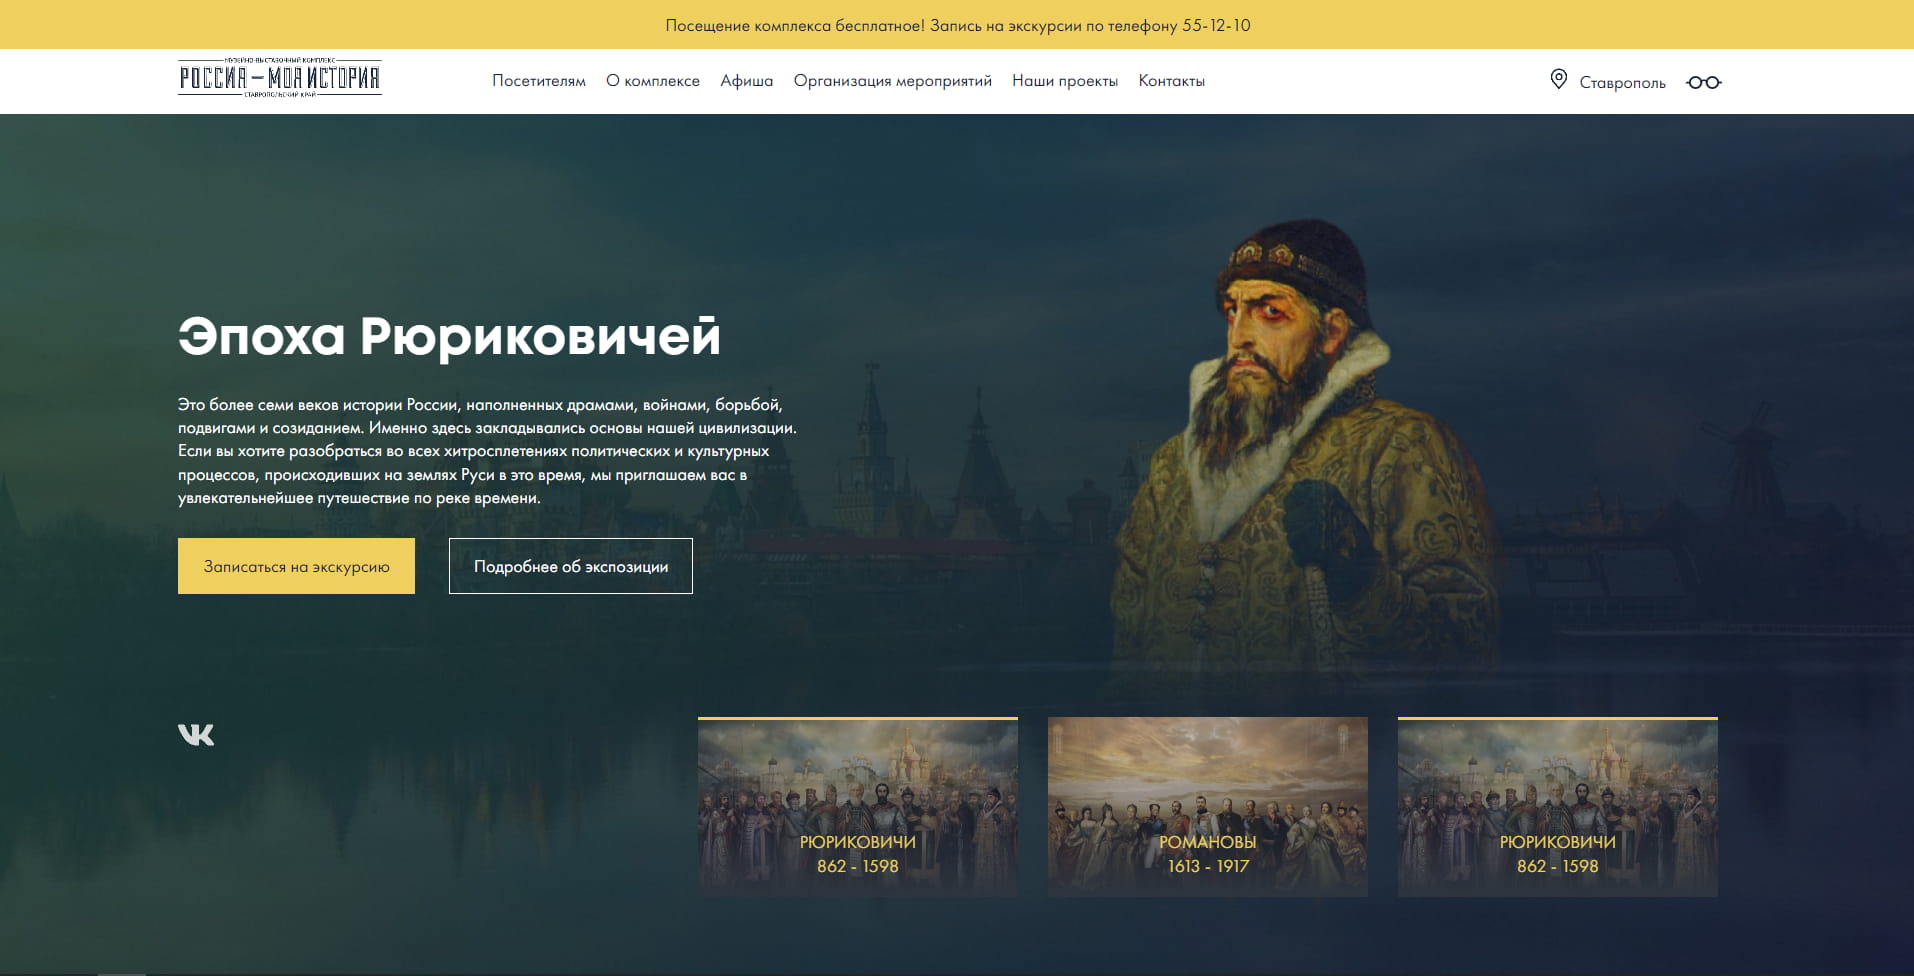 Посещение комплекса бесплатное! Запись на экскурсии по телефону 55-12-10
МУЗЕЙНО-ВЫСТАВОЧНЫЙ КОМПЛЕКС
РОССИЯ – МОЯ ИСТОРИЯ
СТАВРОПОЛЬСКИЙ КРАЙ
Посетителям О комплексе Афиша Организация мероприятий Наши проекты Контакты
Ставрополь
Эпоха Рюриковичей
Это более семи веков истории России, наполненных драмами, войнами, борьбой,
подвигами и созиданием. Именно здесь закладывались основы нашей цивилизации.
Если вы хотите разобраться во всех хитросплетениях политических и культурных
процессов, происходивших на землях Руси в это время, мы приглашаем вас в
увлекательнейшее путешествие по реке времени.
Записаться на экскурсию
Подробнее об экспозиции
РЮРИКОВИЧИ
862 - 1598
РОМАНОВЫ
1613 - 1917
РЮРИКОВИЧИ
862 - 1598